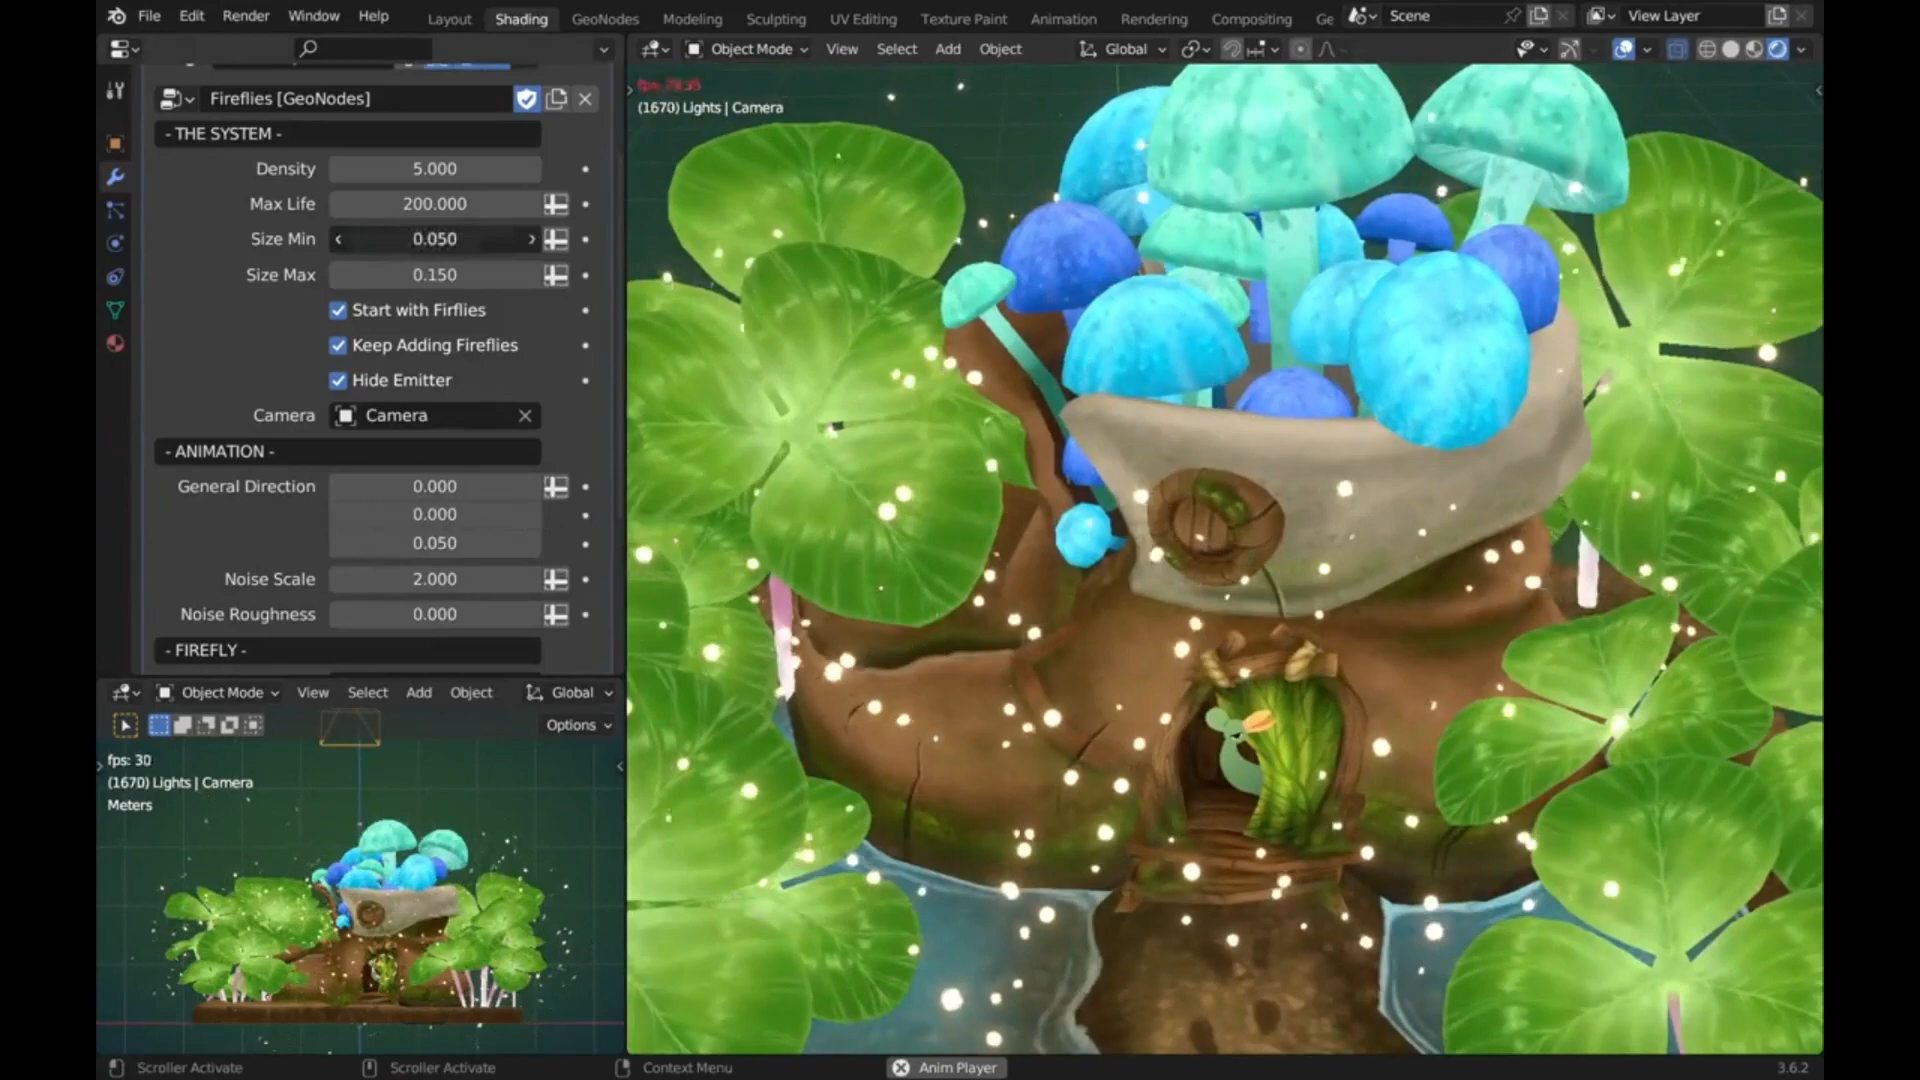 File Edit Render Window Help
Layout Shading GeoNodes Modeling Sculpting UV Editing Texture Paint Animation Rendering Compositing Ge
Scene
View Layer
Object Mode View Select Add Object Global
Fireflies [GeoNodes]
- THE SYSTEM -
Density 5.000
Max Life 200.000
Size Min 0.050
Size Max 0.150
Start with Firflies
Keep Adding Fireflies
Hide Emitter
Camera Camera
- ANIMATION -
General Direction 0.000
0.000
0.050
Noise Scale 2.000
Noise Roughness 0.000
- FIREFLY -
(1670) Lights | Camera
Object Mode View Select Add Object Global
Options
fps: 30
(1670) Lights | Camera
Meters
Scroller Activate Scroller Activate Context Menu Anim Player 3.6.2